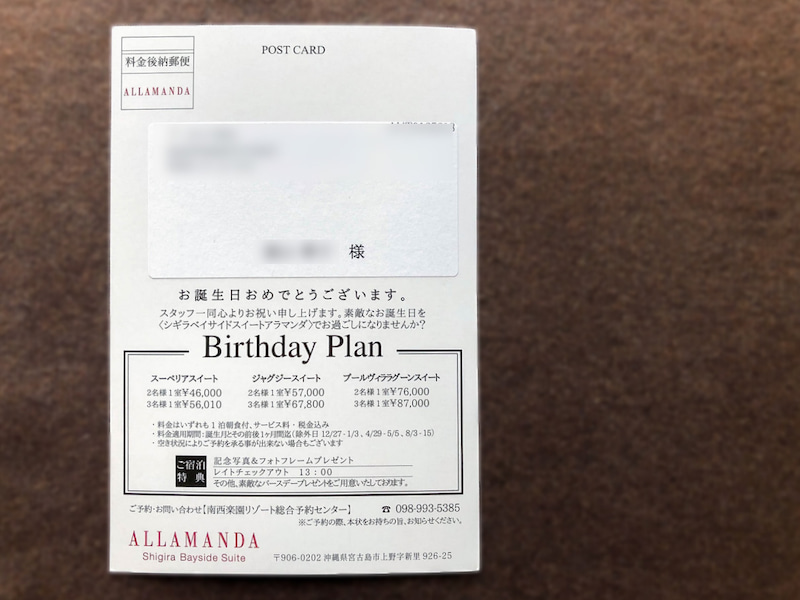 POST CARD
料金後納郵便
ALLAMANDA
様
お誕生日おめでとうございます。
スタッフ一同心よりお祝い申し上げます。素敵なお誕生日を
〈シギラベイサイドスイートアラマンダ〉でお過ごしになりませんか?
Birthday Plan
スーペリアスイート ジャグジースイート プールヴィララグーンスイート
2名様1室¥46,000 2名様1室¥57,000 2名様1室¥76,000
3名様1室¥56,010 3名様1室¥67,800 3名様1室¥87,000
・料金はいずれも1泊朝食付、サービス料・税金込み
・料金適用期間:誕生月とその前後1ヶ月間迄(除外日 12/27-1/3、4/29-5/5、8/3-15)
・空き状況によりご予約を承る事が出来ない場合もございます
ご宿泊特典
記念写真&フォトフレームプレゼント
レイトチェックアウト 13:00
その他、素敵なバースデープレゼントをご用意いたしております。
ご予約・お問い合わせ【南西楽園リゾート総合予約センター】 ☎ 098-993-5385
※ご予約の際、本状をお持ちの旨、お知らせください。
ALLAMANDA
Shigira Bayside Suite 〒906-0202 沖縄県宮古島市上野字新里 926-25